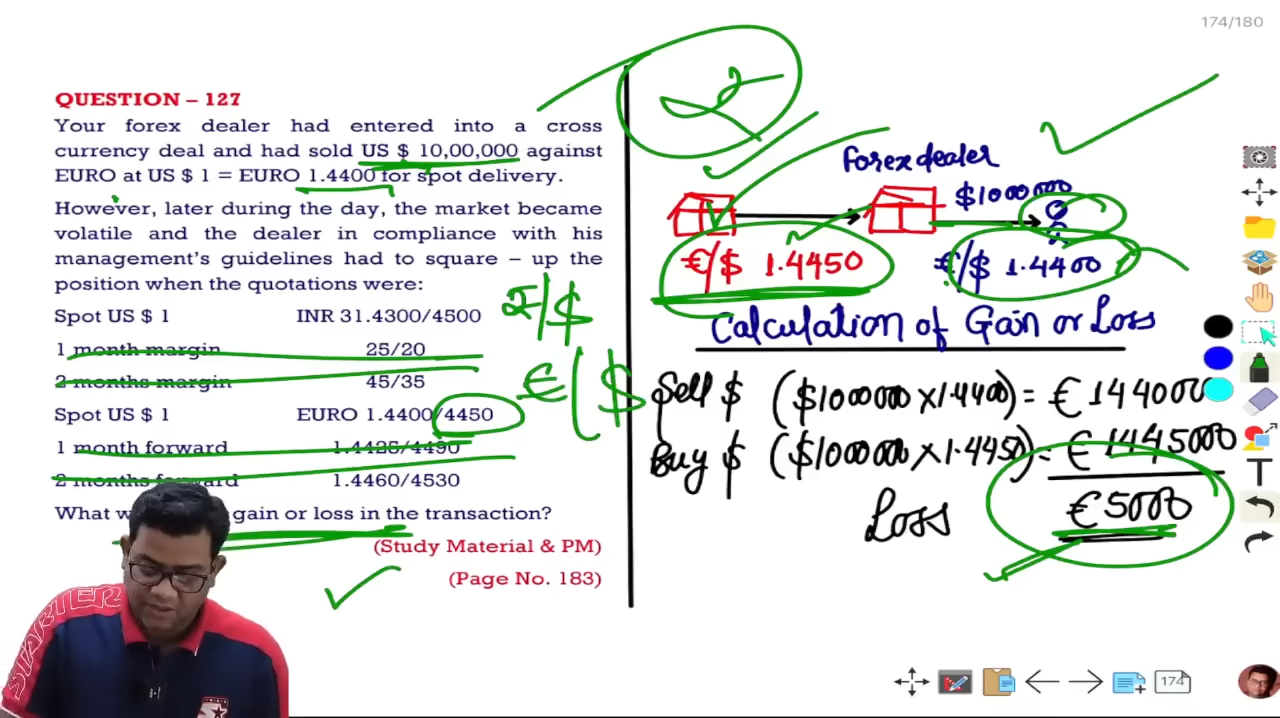 174/180
QUESTION – 127
Your forex dealer had entered into a cross
currency deal and had sold US $ 10,00,000 against
EURO at US $ 1 = EURO 1.4400 for spot delivery.
However, later during the day, the market became
volatile and the dealer in compliance with his
management's guidelines had to square – up the
position when the quotations were:
Spot US $ 1 INR 31.4300/4500
1 month margin 25/20
2 months margin 45/35
Spot US $ 1 EURO 1.4400/4450
1 month forward 1.4425/4490
2 months forward 1.4460/4530
What w gain or loss in the transaction?
(Study Material & PM)
(Page No. 183)
₹/$
€/$
Forex dealer
$1000000
€/$ 1.4450
€/$ 1.4400
Calculation of Gain or Loss
Sell $ ($1000000 × 1.4400) = € 1440000
Buy $ ($1000000 × 1.4450) = € 1445000
Loss € 5000
STARTER
T
174